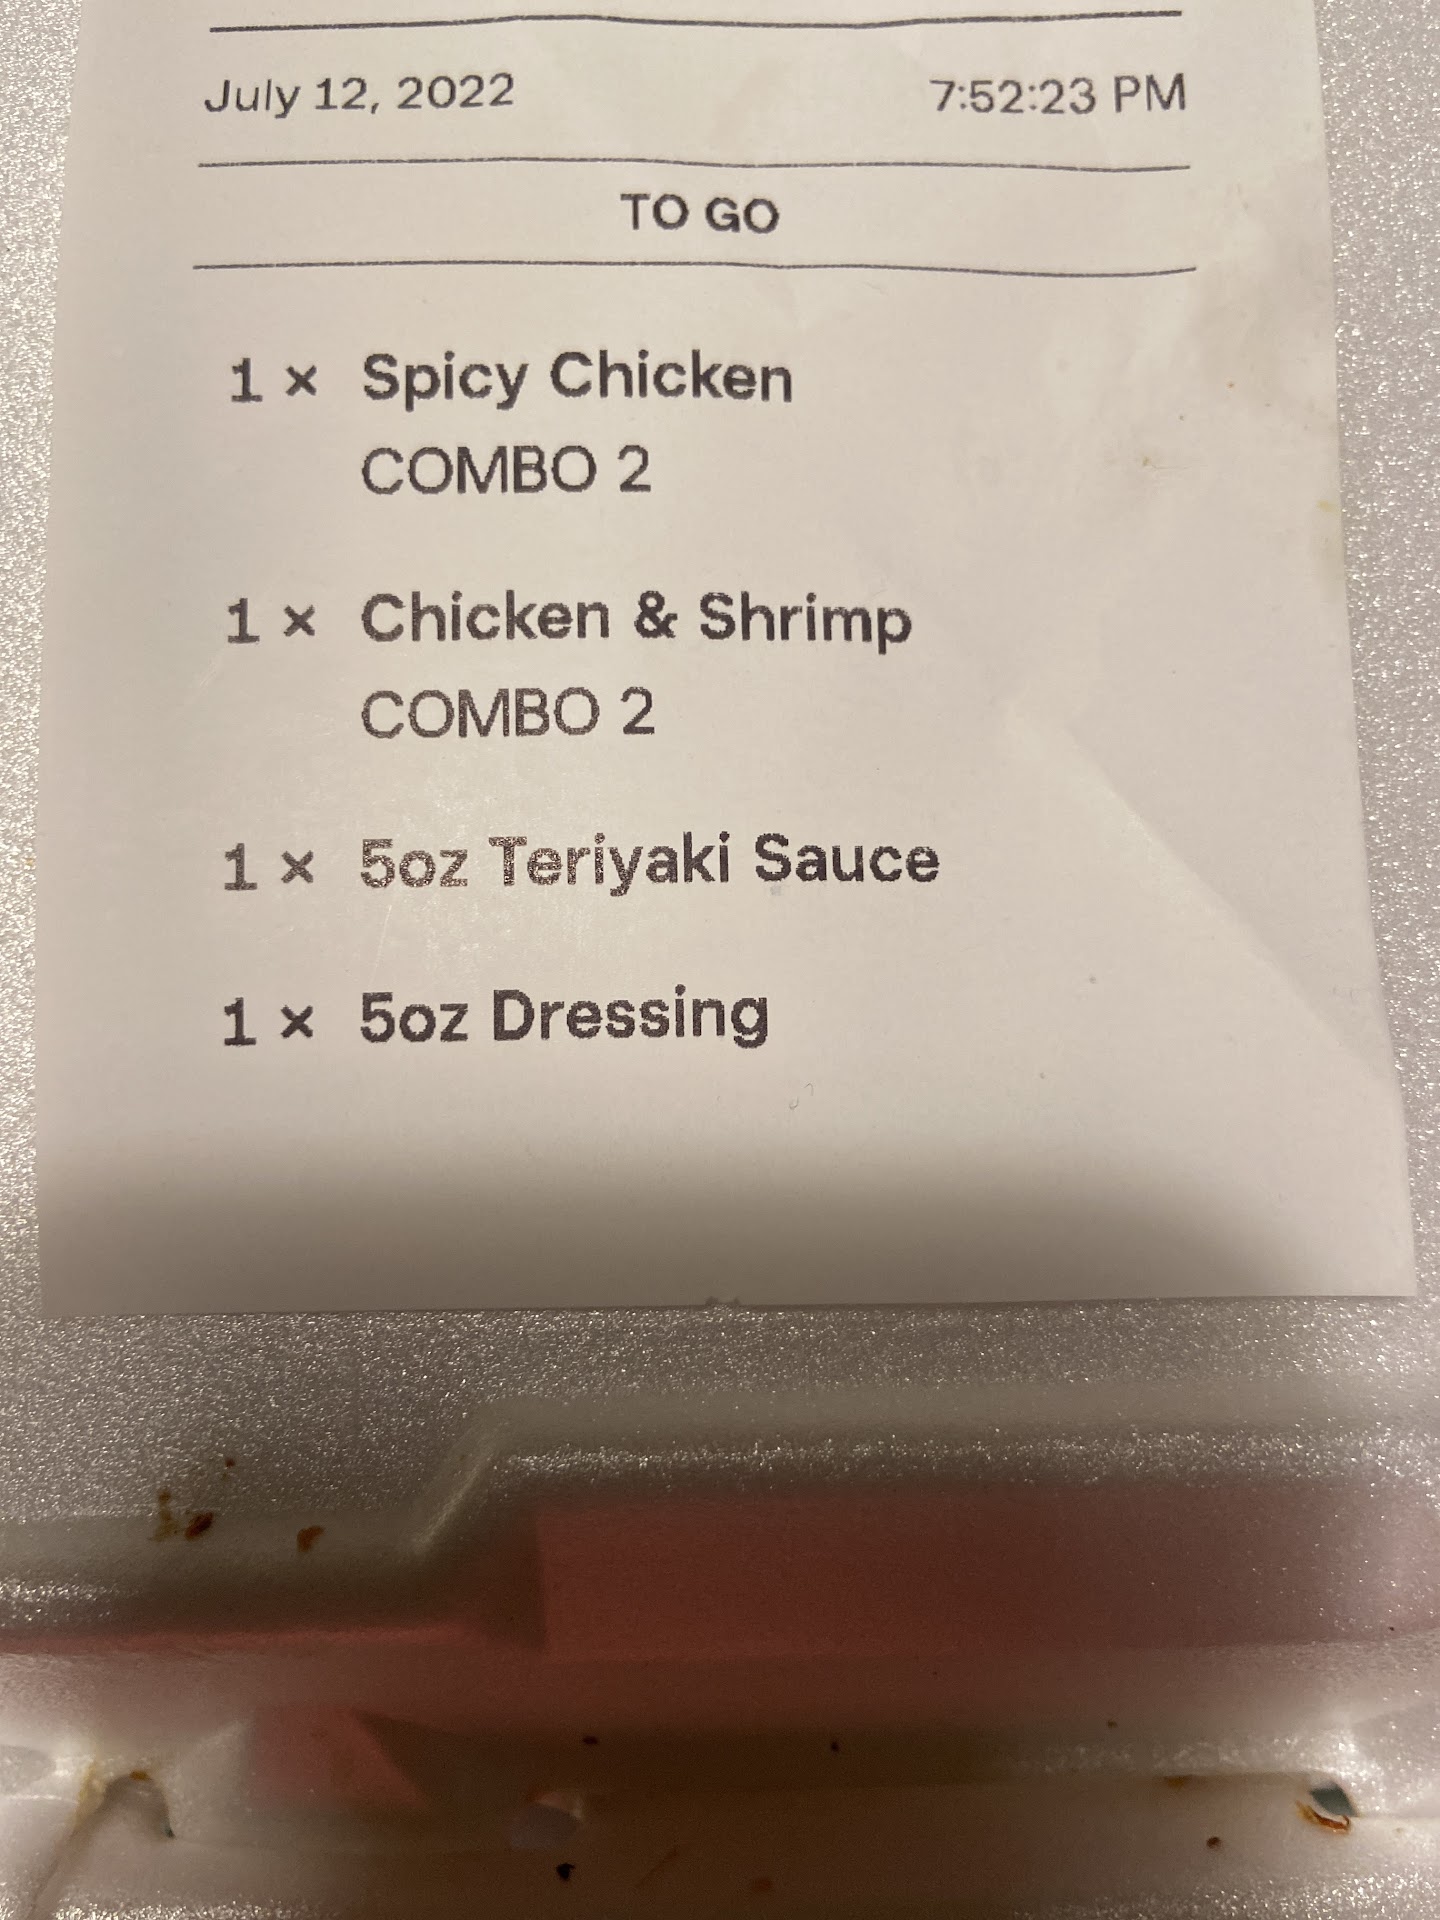 July 12, 2022 7:52:23 PM
TO GO
1 × Spicy Chicken
COMBO 2
1 × Chicken & Shrimp
COMBO 2
1 × 5oz Teriyaki Sauce
1 × 5oz Dressing